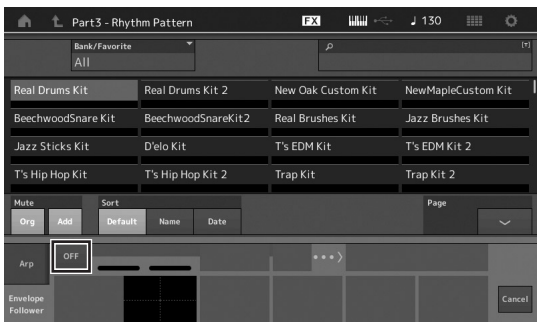 Part3 - Rhythm Pattern FX 130
Bank/Favorite
All
Real Drums Kit Real Drums Kit 2 New Oak Custom Kit NewMapleCustom Kit
BeechwoodSnare Kit BeechwoodSnareKit2 Real Brushes Kit Jazz Brushes Kit
Jazz Sticks Kit D'elo Kit T's EDM Kit T's EDM Kit 2
T's Hip Hop Kit T's Hip Hop Kit 2 Trap Kit Trap Kit 2
Mute Sort Page
Org Add Default Name Date
Arp OFF
Envelope
Follower Cancel